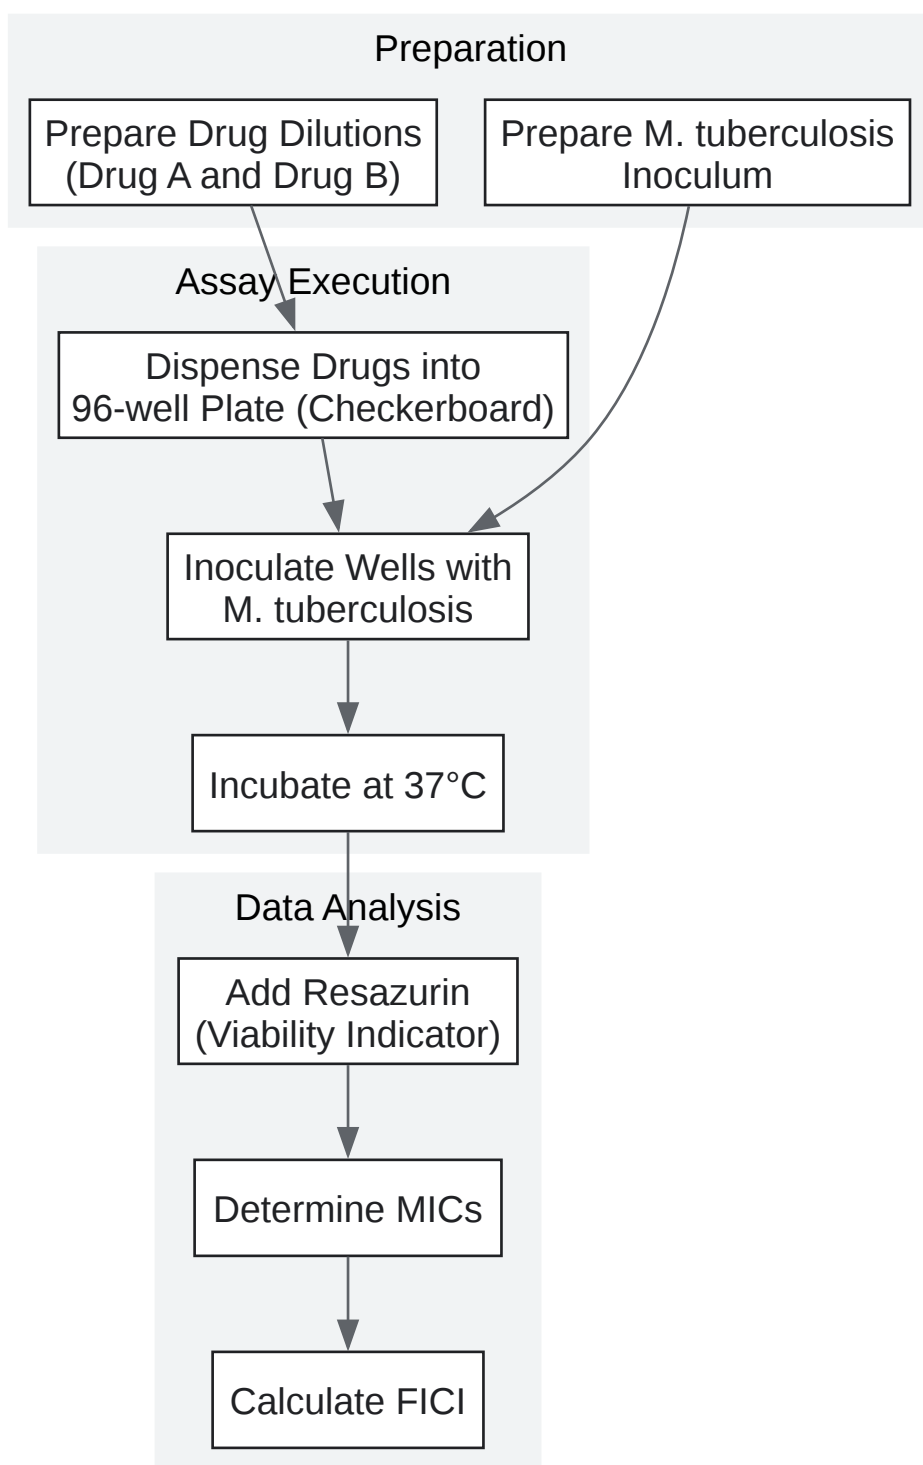 Preparation
Prepare Drug Dilutions
(Drug A and Drug B)
Prepare M. tuberculosis
Inoculum
Assay Execution
Dispense Drugs into
96-well Plate (Checkerboard)
Inoculate Wells with
M. tuberculosis
Incubate at 37°C
Data Analysis
Add Resazurin
(Viability Indicator)
Determine MICs
Calculate FICI